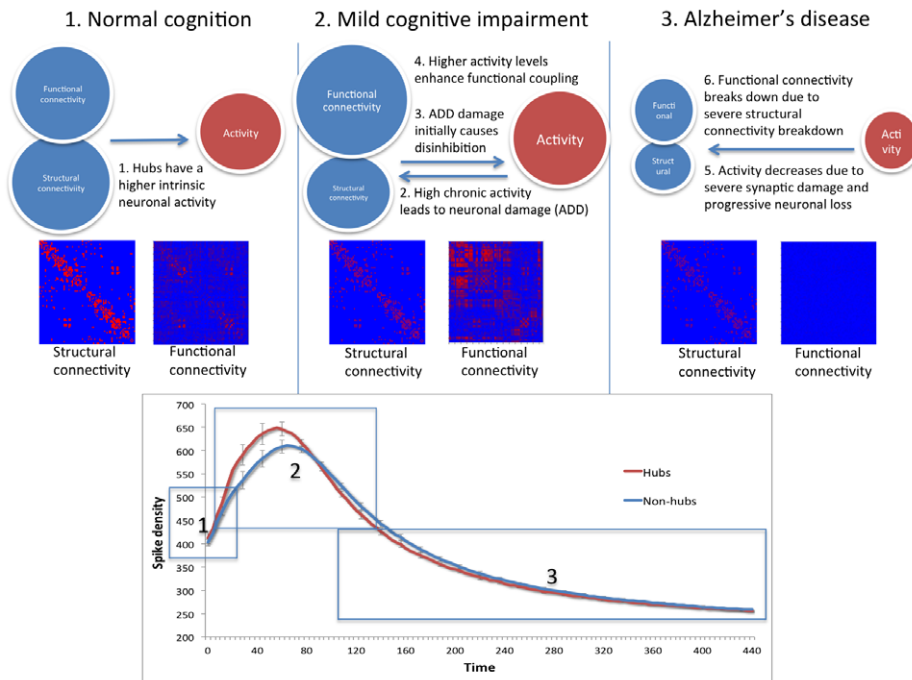 1. Normal cognition
Functional
connectivity
Structural
connectivity
Activity
1. Hubs have a
higher intrinsic
neuronal activity
Structural
connectivity
Functional
connectivity
2. Mild cognitive impairment
Functional
connectivity
Structural
connectivity
4. Higher activity levels
enhance functional coupling
3. ADD damage
initially causes
disinhibition
Activity
2. High chronic activity
leads to neuronal damage (ADD)
Structural
connectivity
Functional
connectivity
3. Alzheimer’s disease
Functi
onal
Struct
ural
6. Functional connectivity
breaks down due to
severe structural
connectivity breakdown
Acti
vity
5. Activity decreases due to
severe synaptic damage and
progressive neuronal loss
Structural
connectivity
Functional
connectivity
700
650
600
550
500
450
400
350
300
250
200
Spike density
1
2
3
Hubs
Non-hubs
0 40 80 120 160 200 240 280 320 360 400 440
Time